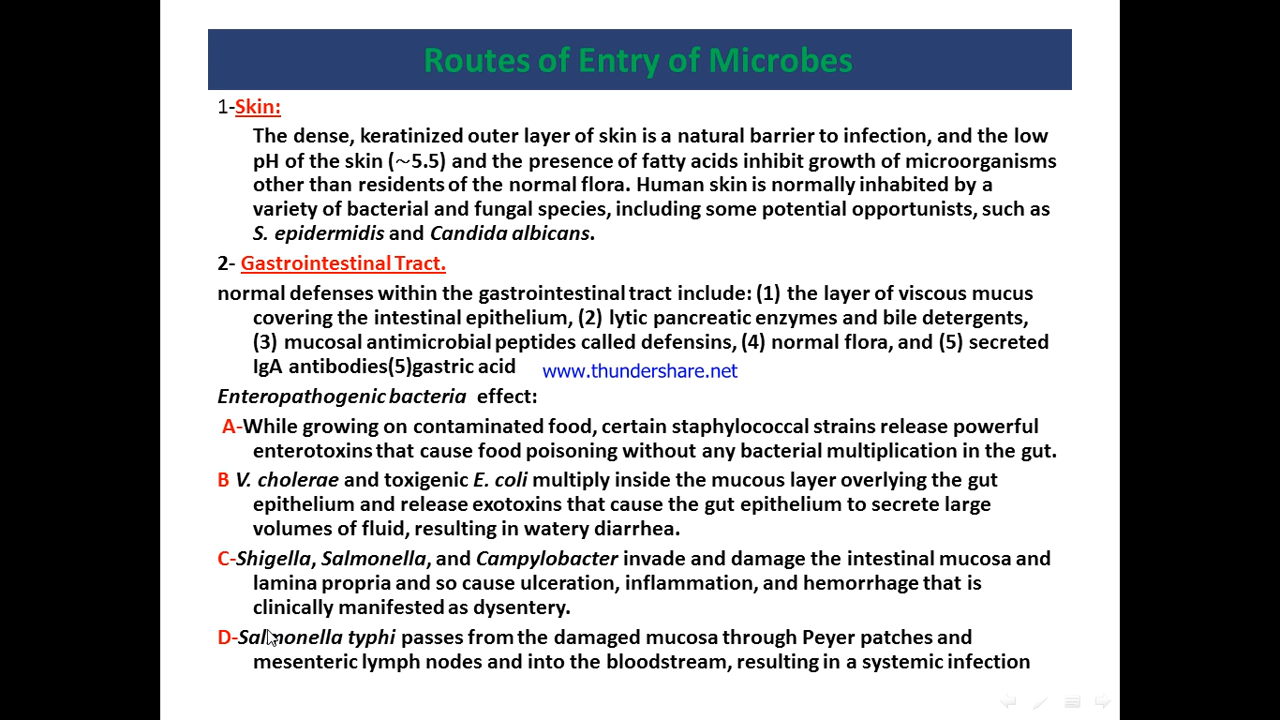 Routes of Entry of Microbes
1-Skin:
The dense, keratinized outer layer of skin is a natural barrier to infection, and the low
pH of the skin (∼5.5) and the presence of fatty acids inhibit growth of microorganisms
other than residents of the normal flora. Human skin is normally inhabited by a
variety of bacterial and fungal species, including some potential opportunists, such as
S. epidermidis and Candida albicans.
2- Gastrointestinal Tract.
normal defenses within the gastrointestinal tract include: (1) the layer of viscous mucus
covering the intestinal epithelium, (2) lytic pancreatic enzymes and bile detergents,
(3) mucosal antimicrobial peptides called defensins, (4) normal flora, and (5) secreted
IgA antibodies(5)gastric acid www.thundershare.net
Enteropathogenic bacteria effect:
A-While growing on contaminated food, certain staphylococcal strains release powerful
enterotoxins that cause food poisoning without any bacterial multiplication in the gut.
B V. cholerae and toxigenic E. coli multiply inside the mucous layer overlying the gut
epithelium and release exotoxins that cause the gut epithelium to secrete large
volumes of fluid, resulting in watery diarrhea.
C-Shigella, Salmonella, and Campylobacter invade and damage the intestinal mucosa and
lamina propria and so cause ulceration, inflammation, and hemorrhage that is
clinically manifested as dysentery.
D-Salmonella typhi passes from the damaged mucosa through Peyer patches and
mesenteric lymph nodes and into the bloodstream, resulting in a systemic infection